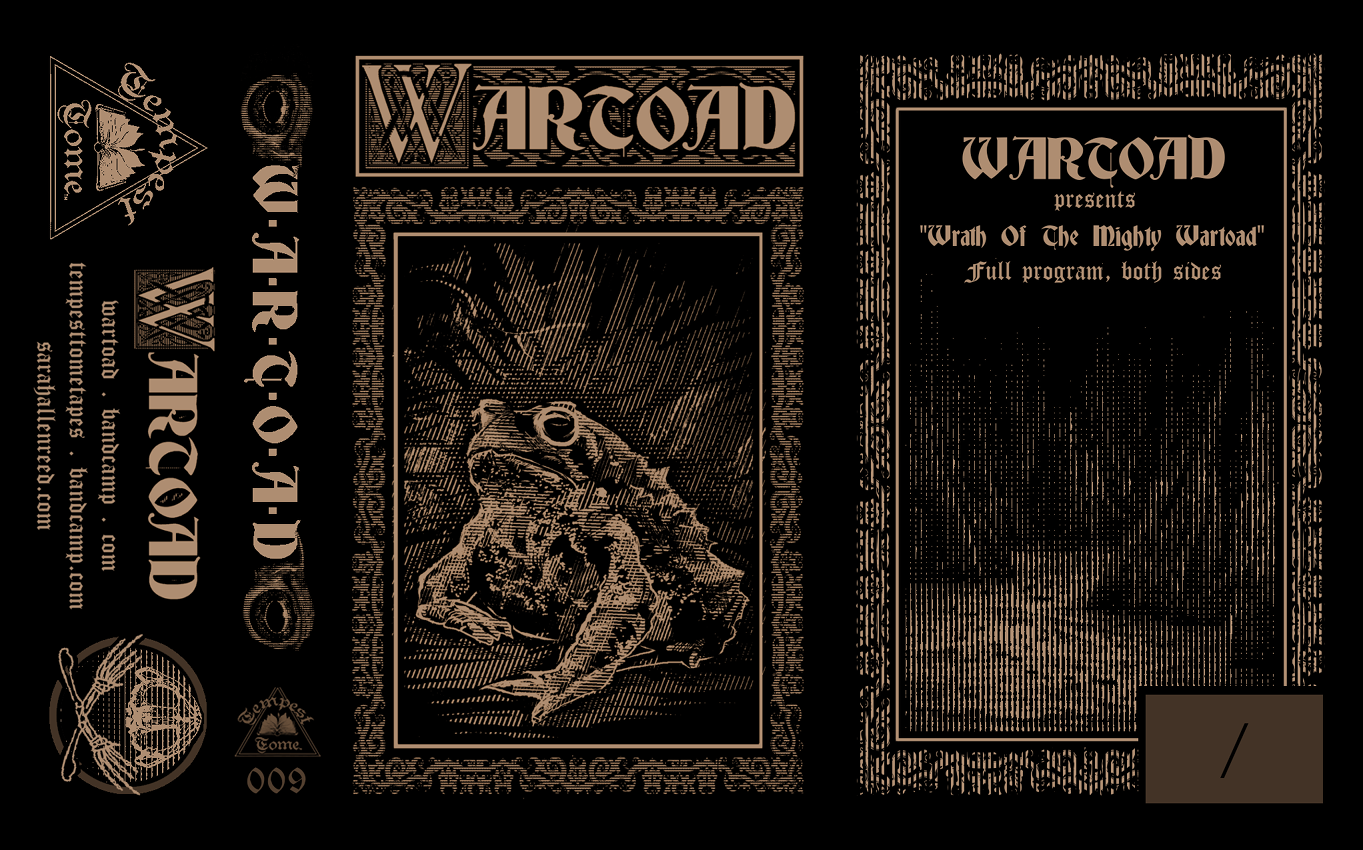 Tempest
Tome.
WARTOAD
wartoad . bandcamp . com
tempesttometapes . bandcamp.com
sarahallenreed.com
W·A·R·T·O·A·D
Tempest
Tome.
009
WARTOAD
WARTOAD
presents
"Wrath Of The Mighty Wartoad"
Full program, both sides
/